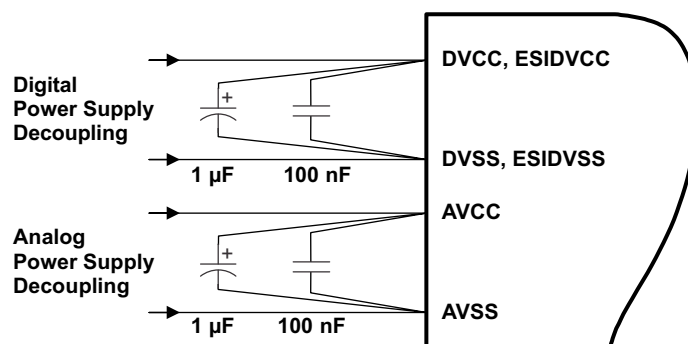 Digital
Power Supply
Decoupling
+
1 µF
100 nF
DVCC, ESIDVCC
DVSS, ESIDVSS
Analog
Power Supply
Decoupling
+
1 µF
100 nF
AVCC
AVSS